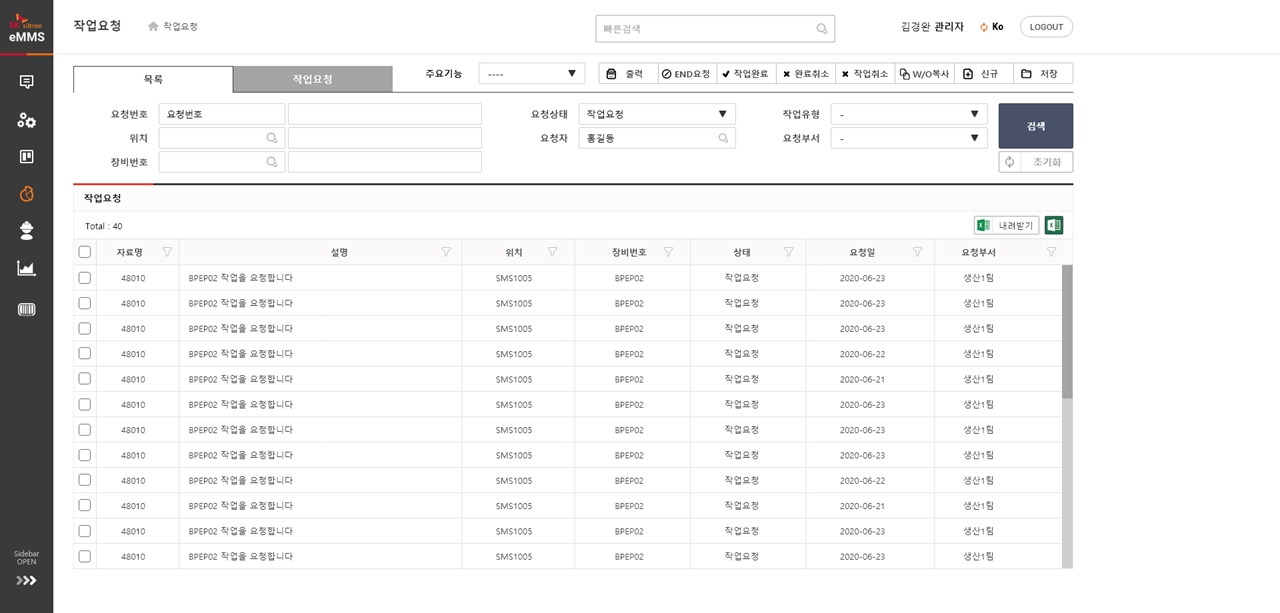 SK siltron
eMMS
작업요청
작업요청
빠른검색
김경환 관리자
Ko
LOGOUT
목록
작업요청
주요기능
----
출력
END요청
작업완료
완료취소
작업취소
W/O복사
신규
저장
요청번호
요청번호
요청상태
작업요청
작업유형
-
검색
위치
요청자
홍길동
요청부서
-
장비번호
초기화
작업요청
Total : 40
내려받기
자료명 설명 위치 장비번호 상태 요청일 요청부서
48010 BPEP02 작업을 요청합니다 SMS1005 BPEP02 작업요청 2020-06-23 생산1팀
48010 BPEP02 작업을 요청합니다 SMS1005 BPEP02 작업요청 2020-06-23 생산1팀
48010 BPEP02 작업을 요청합니다 SMS1005 BPEP02 작업요청 2020-06-23 생산1팀
48010 BPEP02 작업을 요청합니다 SMS1005 BPEP02 작업요청 2020-06-22 생산1팀
48010 BPEP02 작업을 요청합니다 SMS1005 BPEP02 작업요청 2020-06-21 생산1팀
48010 BPEP02 작업을 요청합니다 SMS1005 BPEP02 작업요청 2020-06-23 생산1팀
48010 BPEP02 작업을 요청합니다 SMS1005 BPEP02 작업요청 2020-06-23 생산1팀
48010 BPEP02 작업을 요청합니다 SMS1005 BPEP02 작업요청 2020-06-23 생산1팀
48010 BPEP02 작업을 요청합니다 SMS1005 BPEP02 작업요청 2020-06-22 생산1팀
48010 BPEP02 작업을 요청합니다 SMS1005 BPEP02 작업요청 2020-06-21 생산1팀
48010 BPEP02 작업을 요청합니다 SMS1005 BPEP02 작업요청 2020-06-23 생산1팀
48010 BPEP02 작업을 요청합니다 SMS1005 BPEP02 작업요청 2020-06-23 생산1팀
Sidebar
OPEN